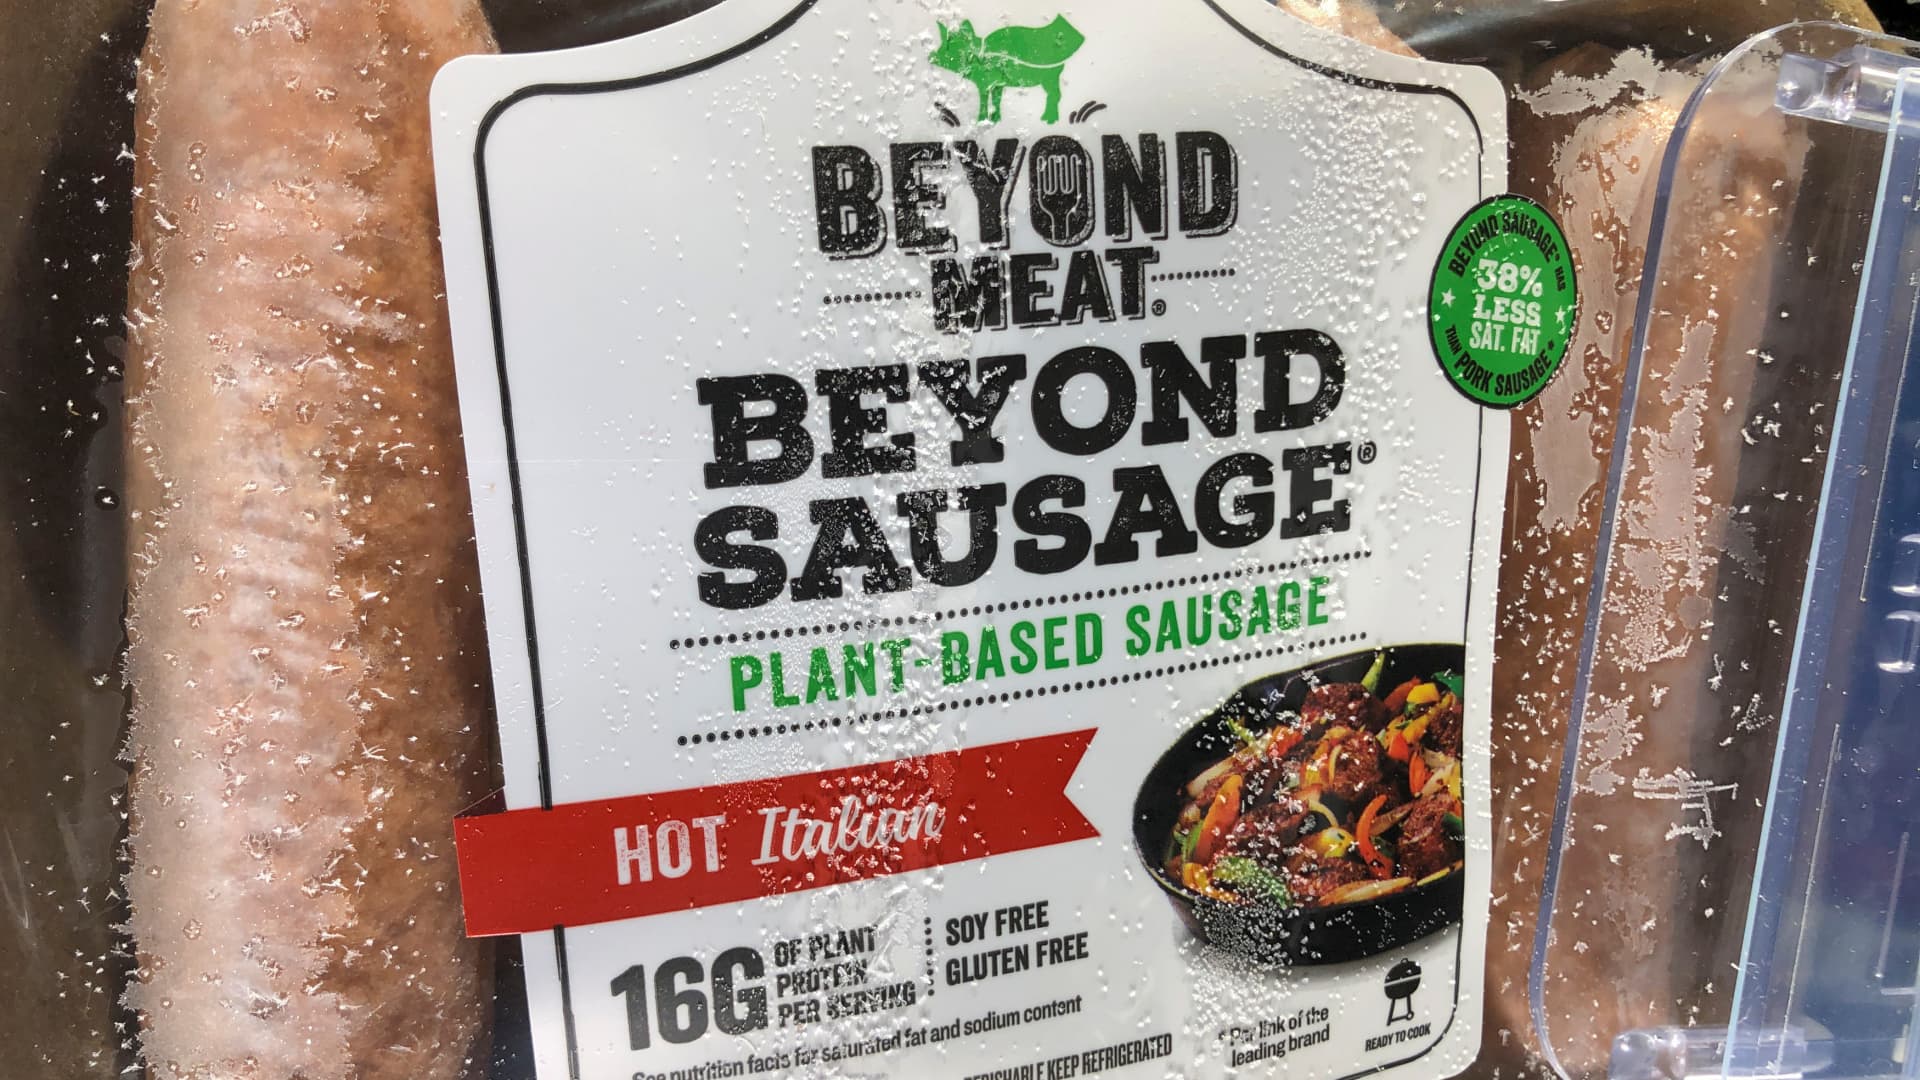 BEYOND
MEAT®
BEYOND
SAUSAGE®
PLANT-BASED SAUSAGE
HOT Italian
16G OF PLANT
PROTEIN
PER SERVING
SOY FREE
GLUTEN FREE
See nutrition facts for saturated fat and sodium content
KEEP REFRIGERATED
* Per link of the
leading brand
READY TO COOK
BEYOND SAUSAGE® HAS
38%
LESS
SAT. FAT
THAN PORK SAUSAGE*